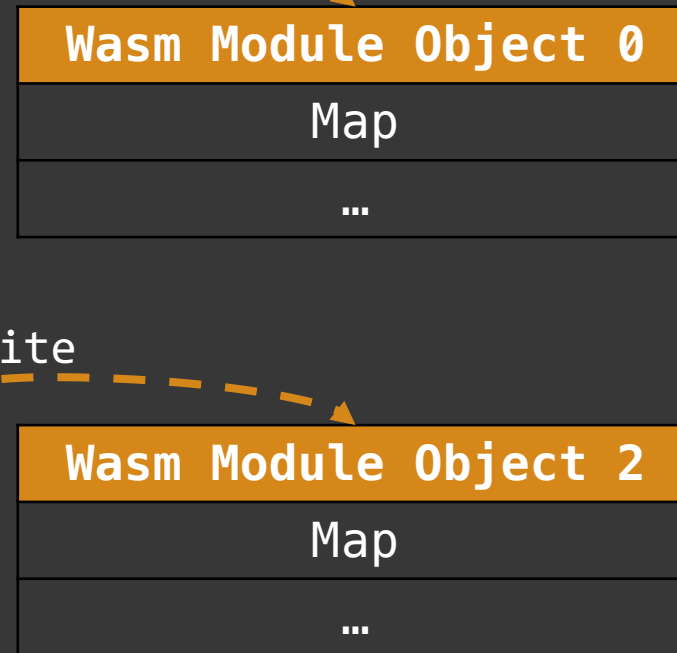 Wasm Module Object 0
Map
…
ite
Wasm Module Object 2
Map
…